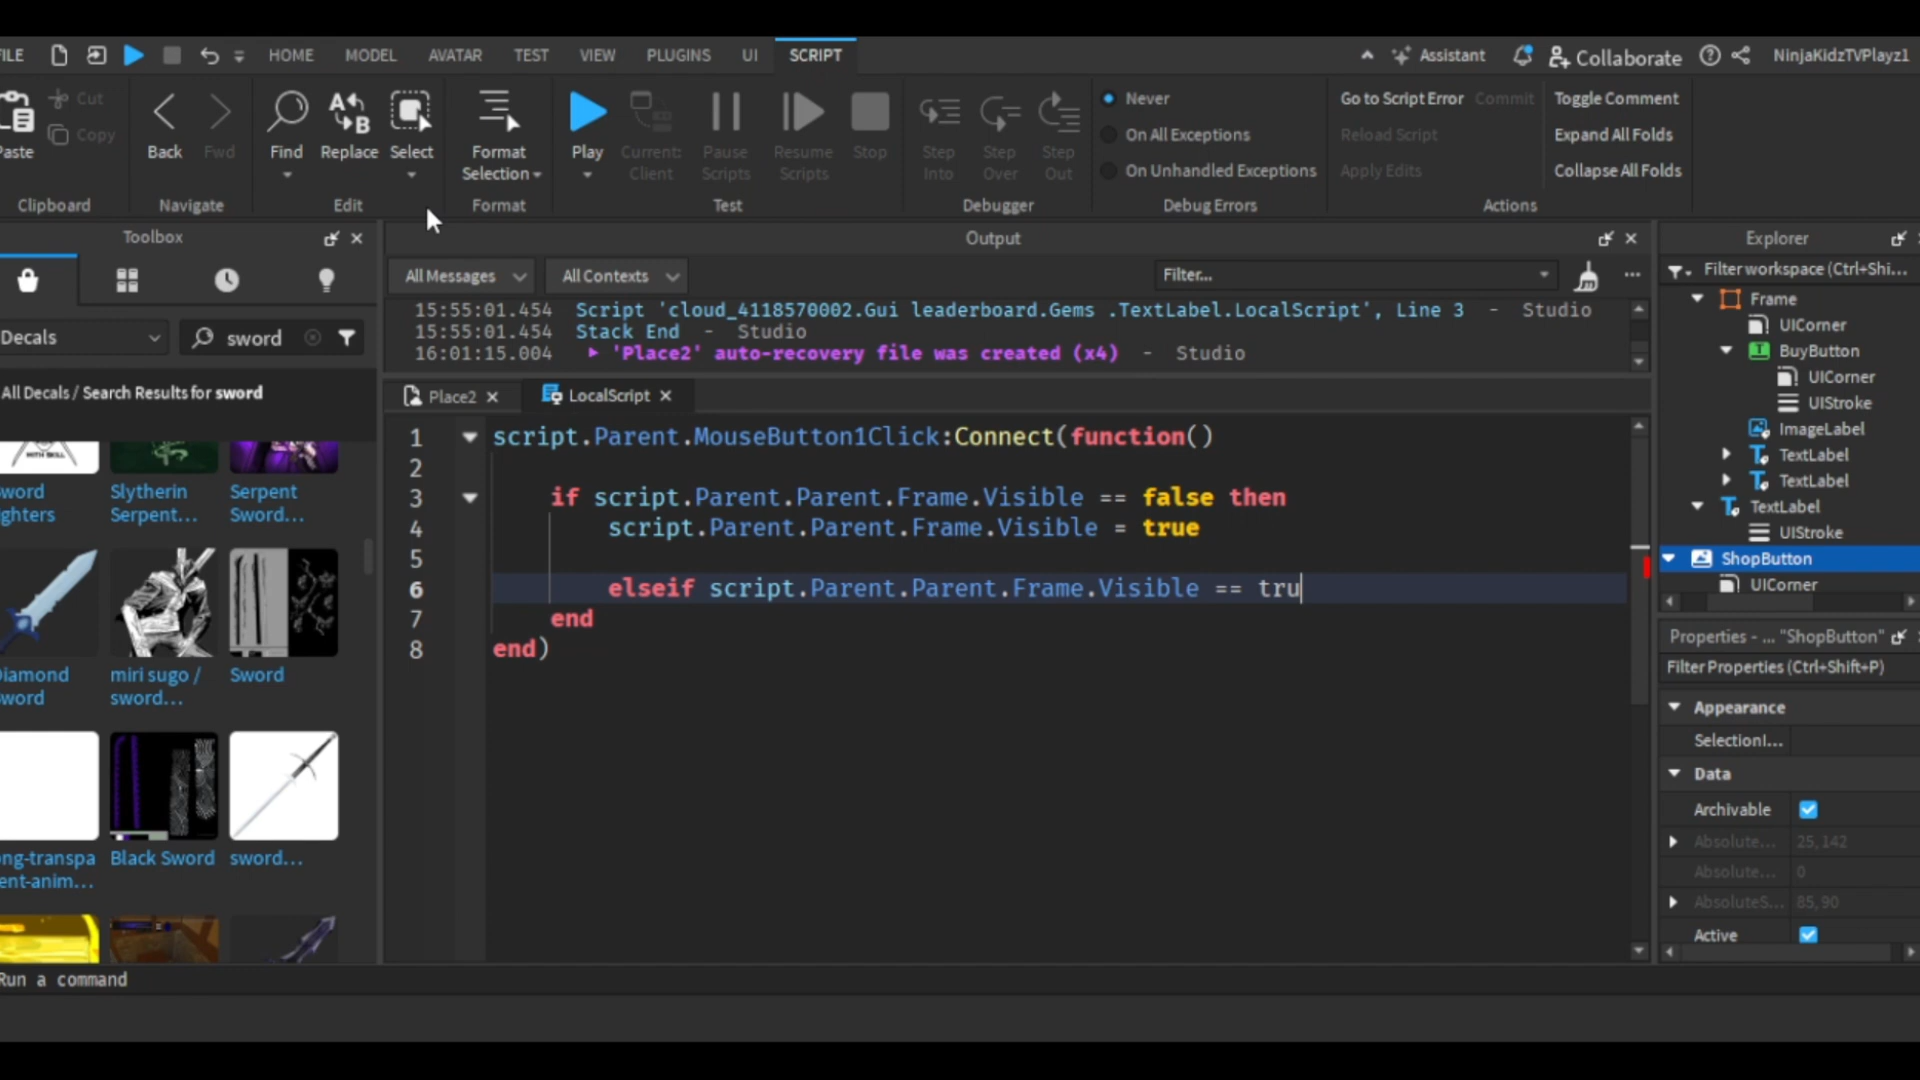 FILE HOME MODEL AVATAR TEST VIEW PLUGINS UI SCRIPT Assistant Collaborate NinjaKidzTVPlayz1
Paste
Cut
Copy
Clipboard
Back
Fwd
Navigate
Find
Replace
Select
Edit
Format
Selection
Format
Play
Current:
Client
Pause
Scripts
Resume
Scripts
Stop
Test
Step
Into
Step
Over
Step
Out
Debugger
Never
On All Exceptions
On Unhandled Exceptions
Debug Errors
Go to Script Error
Commit
Reload Script
Apply Edits
Toggle Comment
Expand All Folds
Collapse All Folds
Actions
Toolbox
Decals
sword
All Decals / Search Results for sword
WITH SKILL
Sword
ighters
Slytherin
Serpent...
Serpent
Sword...
Diamond
Sword
miri sugo /
sword...
Sword
ng-transpa
ent-anim...
Black Sword
sword...
Output
All Messages
All Contexts
Filter...
15:55:01.454 Script 'cloud_4118570002.Gui leaderboard.Gems .TextLabel.LocalScript', Line 3 - Studio
15:55:01.454 Stack End - Studio
16:01:15.004 'Place2' auto-recovery file was created (x4) - Studio
Place2
LocalScript
1 script.Parent.MouseButton1Click:Connect(function()
2
3 if script.Parent.Parent.Frame.Visible == false then
4 script.Parent.Parent.Frame.Visible = true
5
6 elseif script.Parent.Parent.Frame.Visible == tru
7 end
8 end)
Explorer
Filter workspace (Ctrl+Shi...
Frame
UICorner
BuyButton
UICorner
UIStroke
ImageLabel
TextLabel
TextLabel
TextLabel
UIStroke
ShopButton
UICorner
Properties - ... "ShopButton"
Filter Properties (Ctrl+Shift+P)
Appearance
SelectionI...
Data
Archivable
Absolute... 25, 142
Absolute... 0
AbsoluteS... 85, 90
Active
Run a command